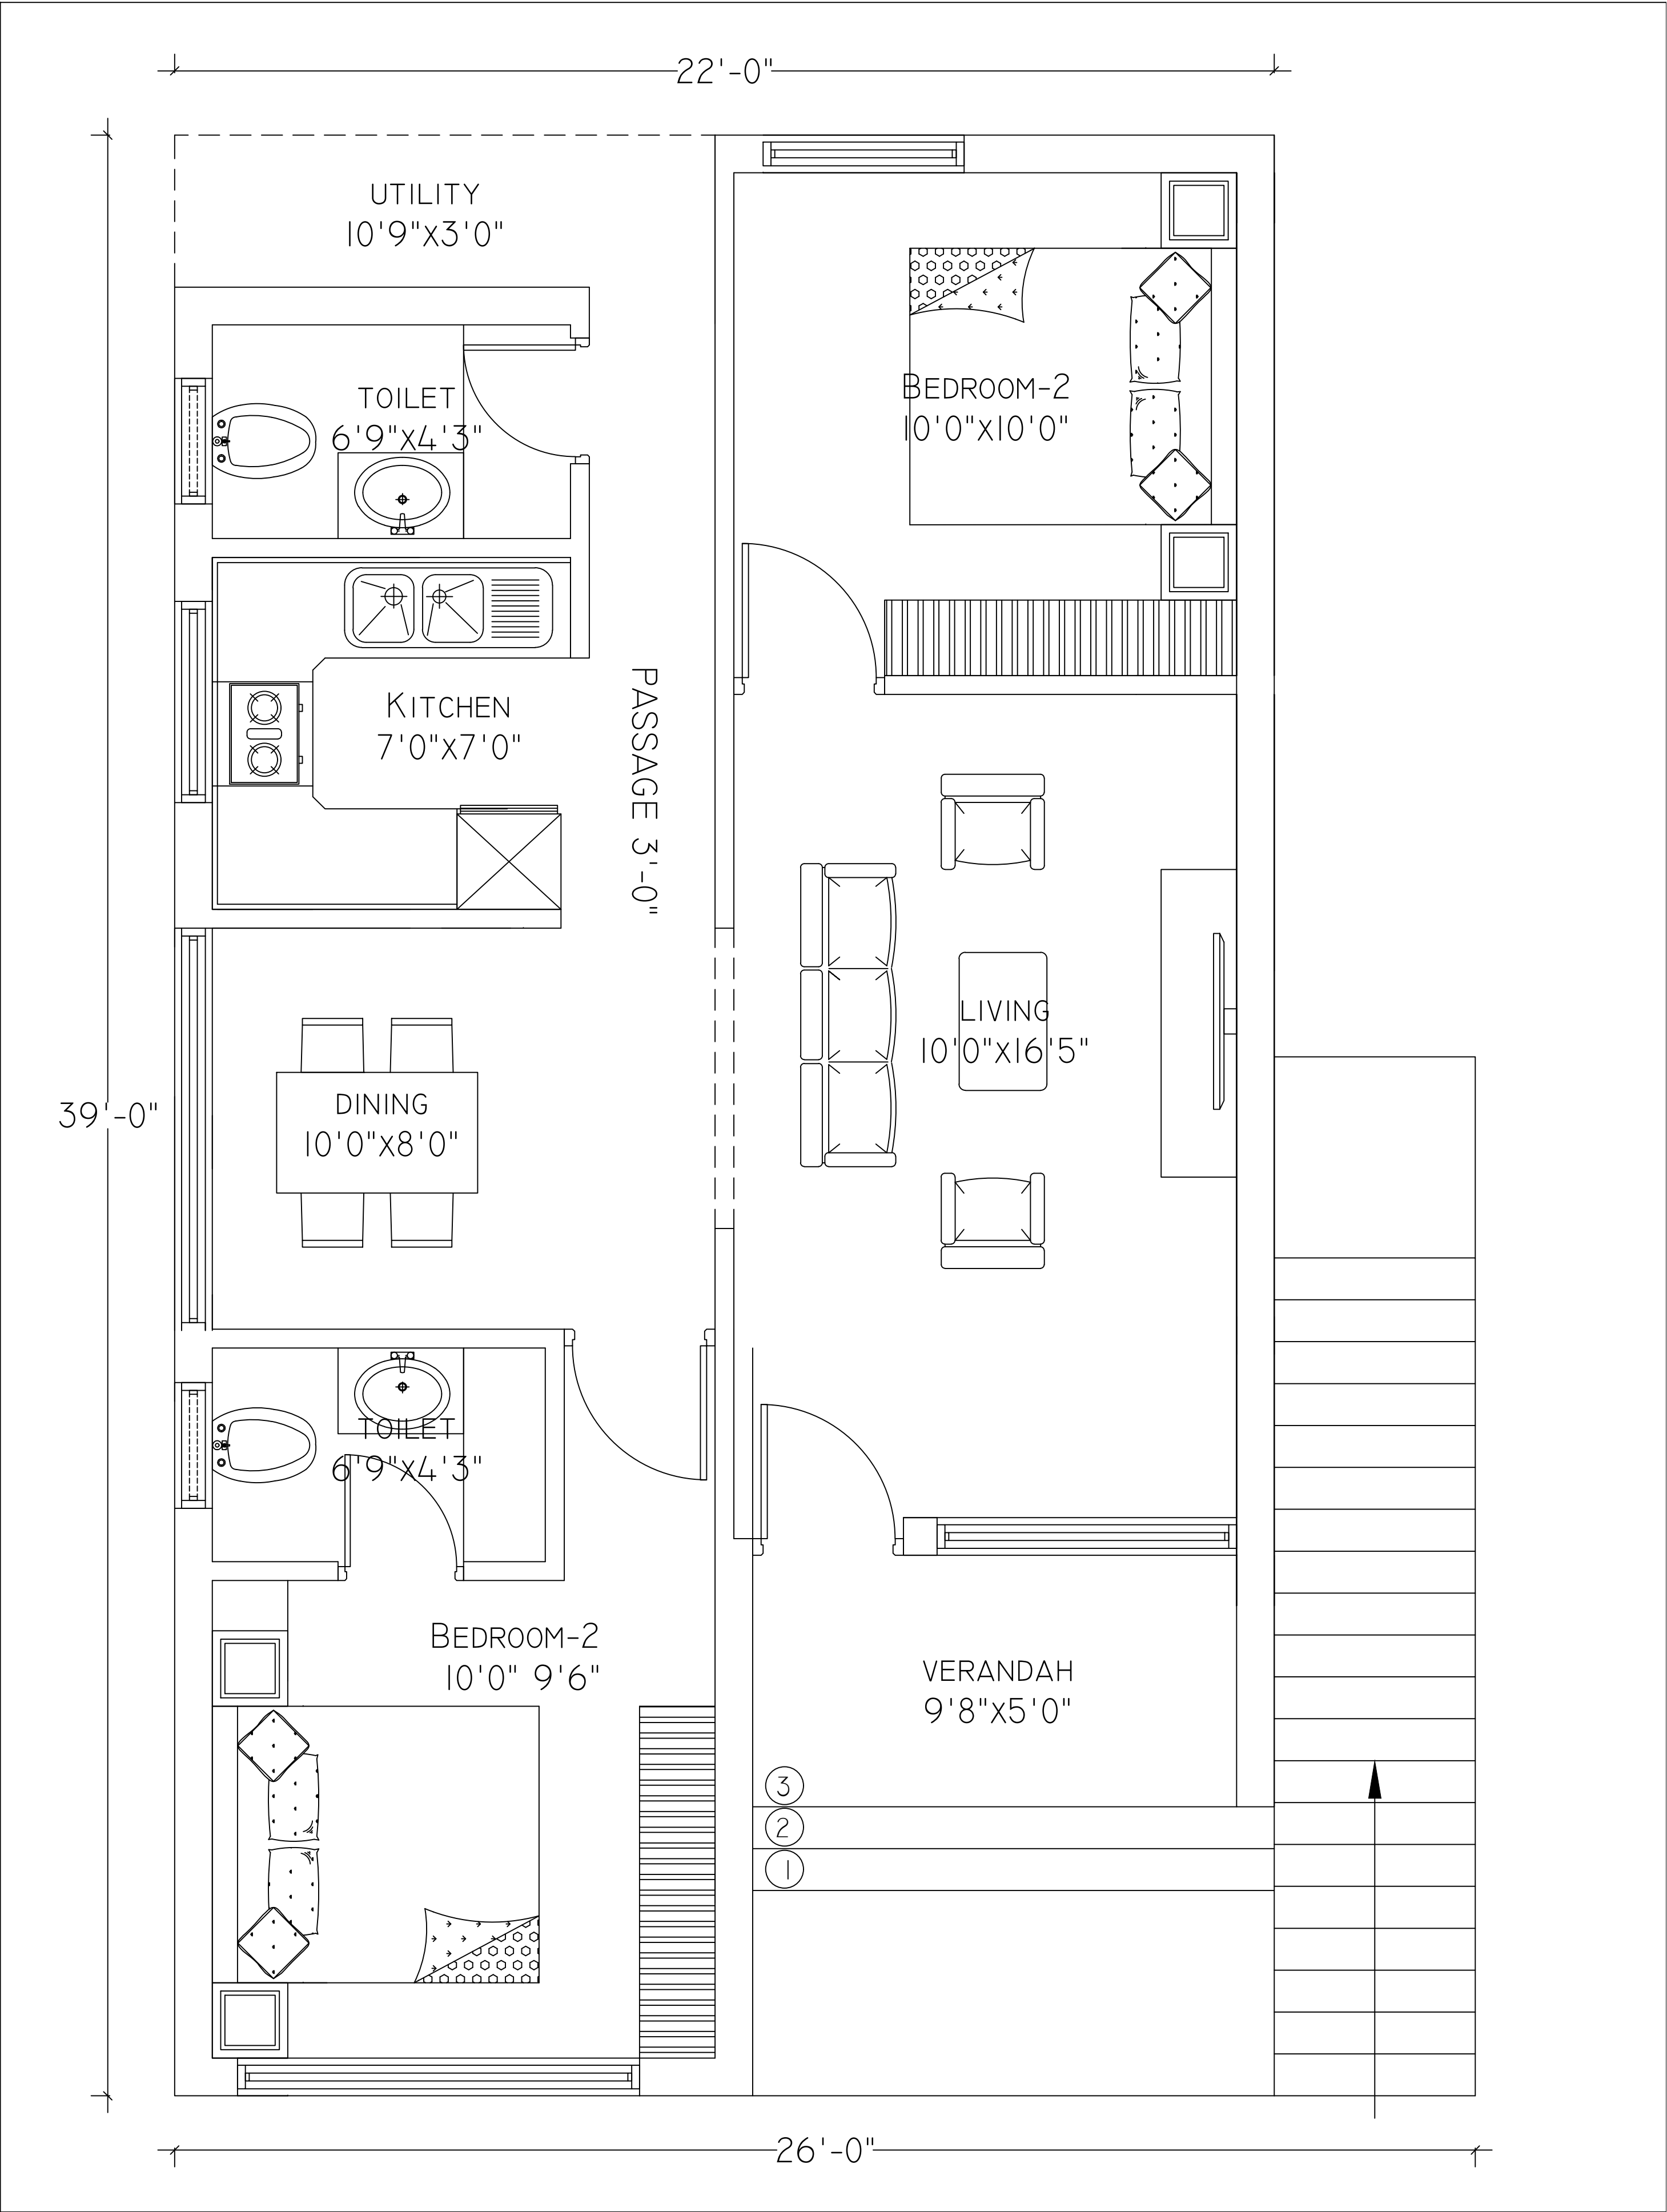 22'-0"
UTILITY
10'9"X3'0"
TOILET
6'9"X4'3"
BEDROOM-2
10'0"X10'0"
KITCHEN
7'0"X7'0"
PASSAGE 3'-0"
LIVING
10'0"X16'5"
DINING
10'0"X8'0"
39'-0"
TOILET
6'9"X4'3"
BEDROOM-2
10'0" 9'6"
VERANDAH
9'8"X5'0"
3
2
1
26'-0"